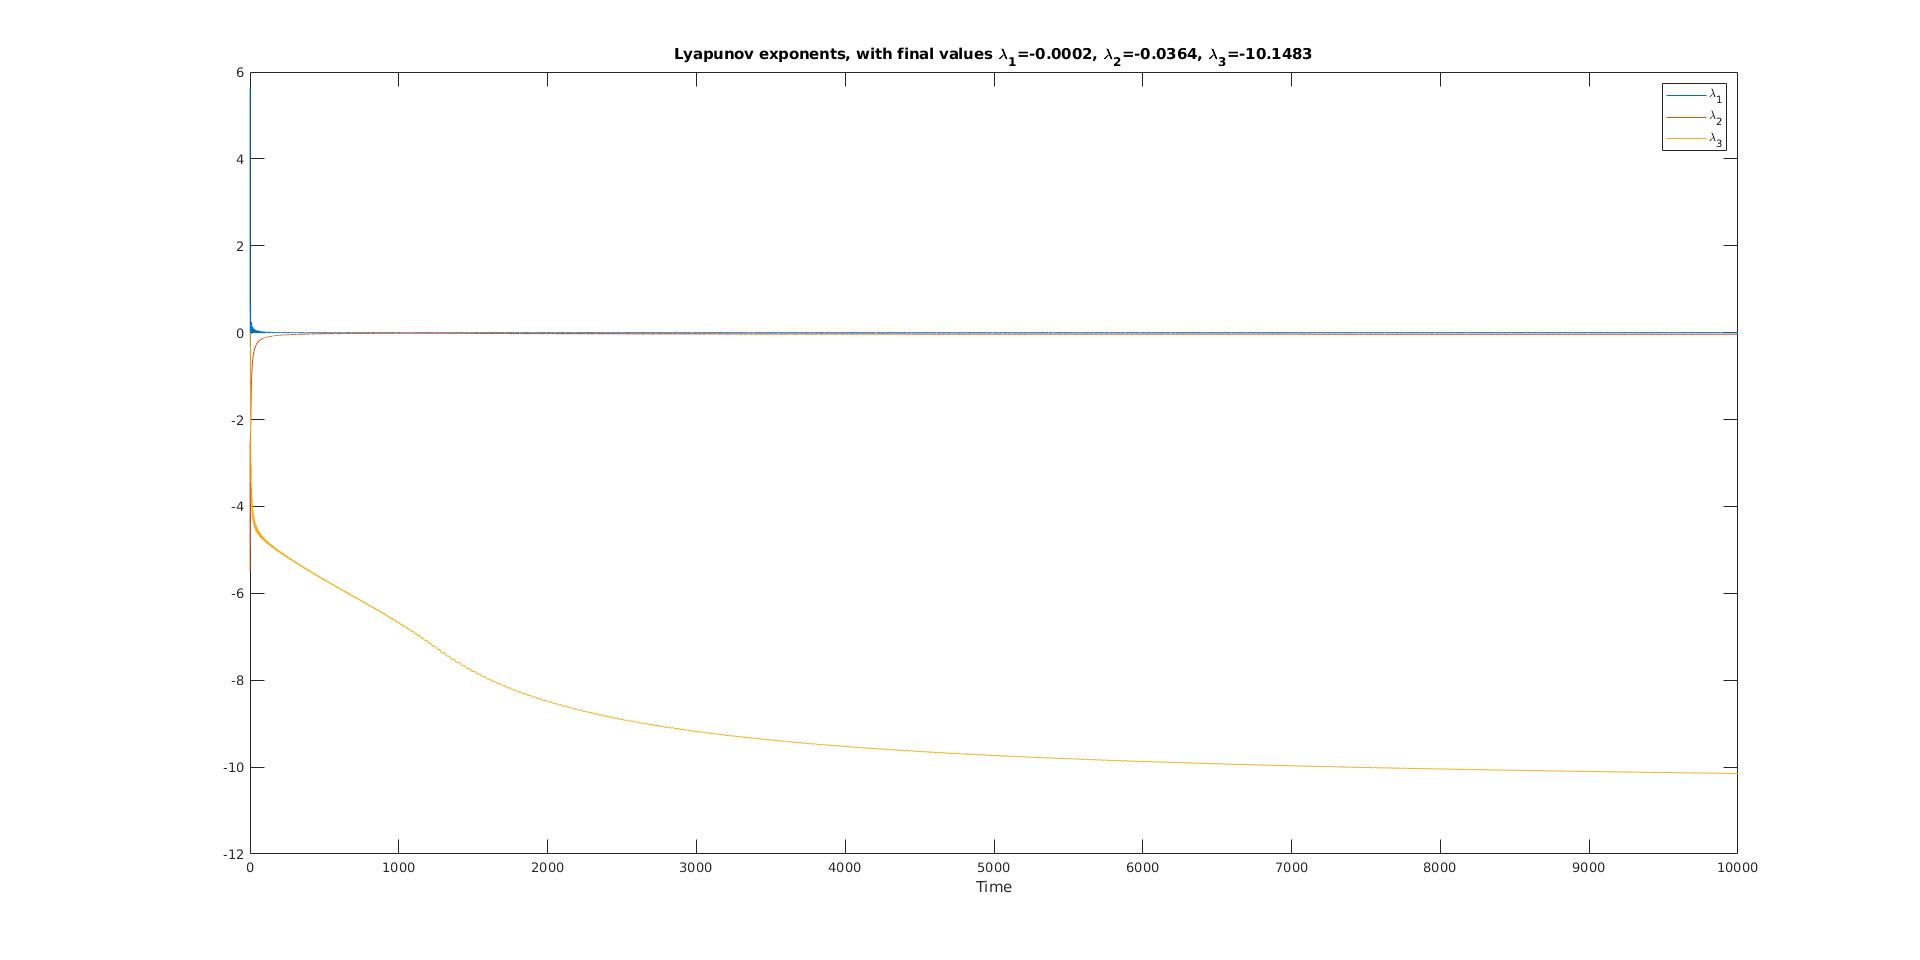 Lyapunov exponents, with final values λ1=-0.0002, λ2=-0.0364, λ3=-10.1483
6
λ1
λ2
λ3
4
2
0
-2
-4
-6
-8
-10
-12
0 1000 2000 3000 4000 5000 6000 7000 8000 9000 10000
Time